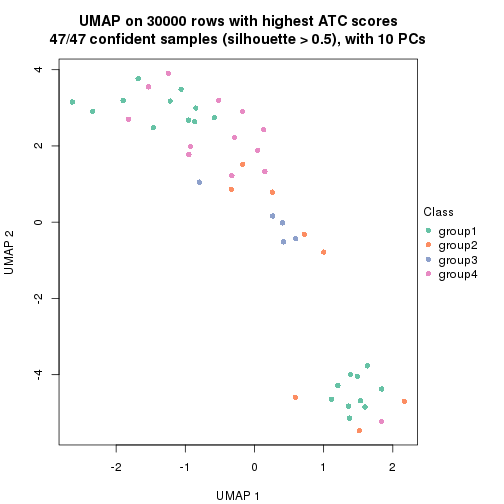 UMAP on 30000 rows with highest ATC scores
47/47 confident samples (silhouette > 0.5), with 10 PCs
4
2
0
-2
-4
UMAP 2
-2
-1
0
1
2
UMAP 1
Class
group1
group2
group3
group4